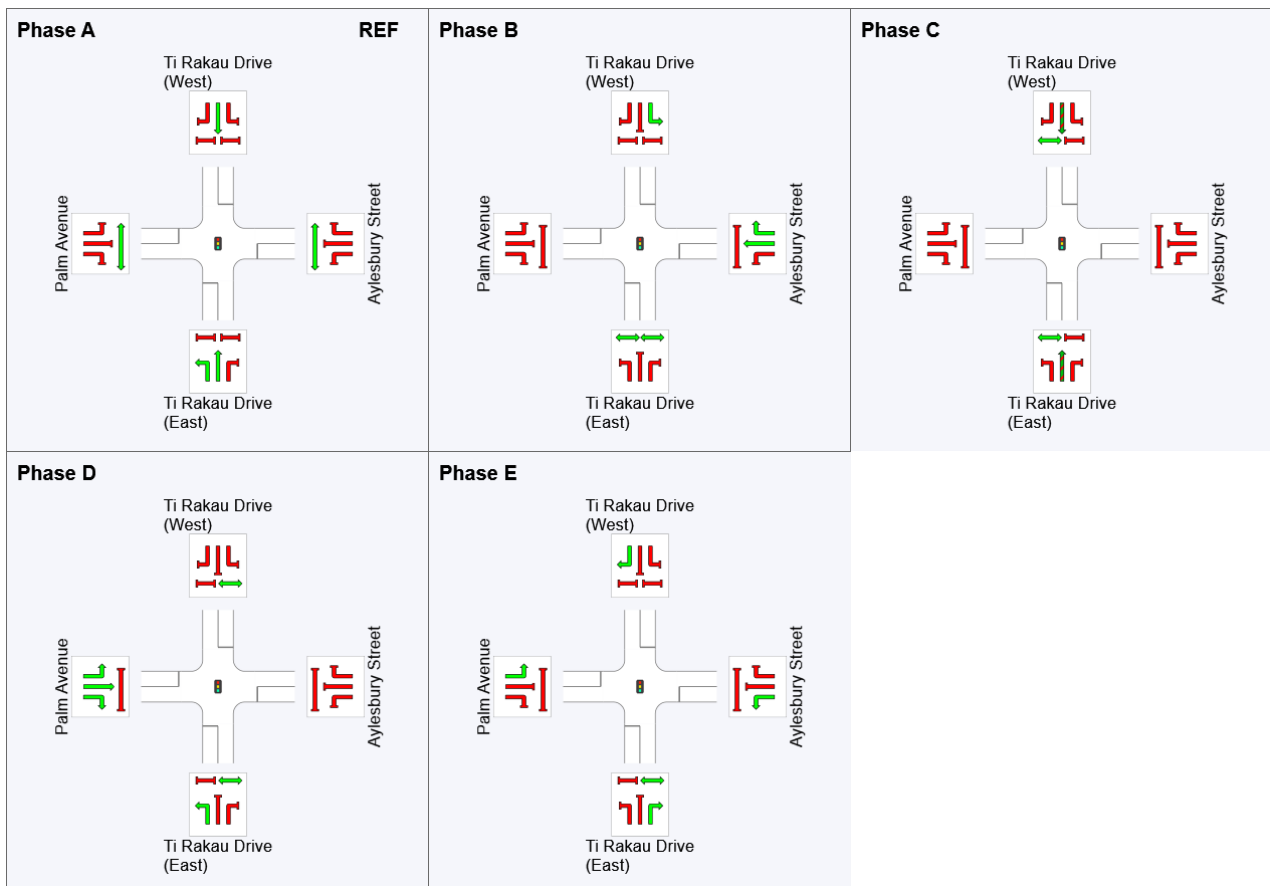 Phase A
REF
Ti Rakau Drive
(West)
Palm Avenue
Aylesbury Street
Ti Rakau Drive
(East)
Phase B
Ti Rakau Drive
(West)
Palm Avenue
Aylesbury Street
Ti Rakau Drive
(East)
Phase C
Ti Rakau Drive
(West)
Palm Avenue
Aylesbury Street
Ti Rakau Drive
(East)
Phase D
Ti Rakau Drive
(West)
Palm Avenue
Aylesbury Street
Ti Rakau Drive
(East)
Phase E
Ti Rakau Drive
(West)
Palm Avenue
Aylesbury Street
Ti Rakau Drive
(East)